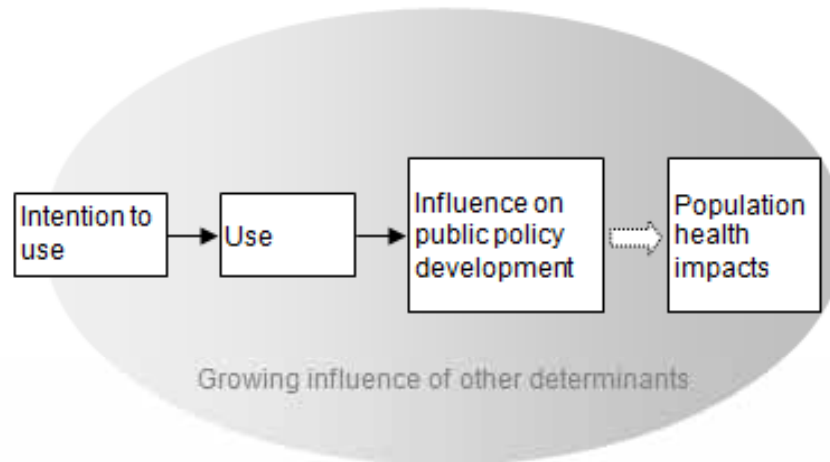 Intention to
use
Use
Influence on
public policy
development
Population
health
impacts
Growing influence of other determinants